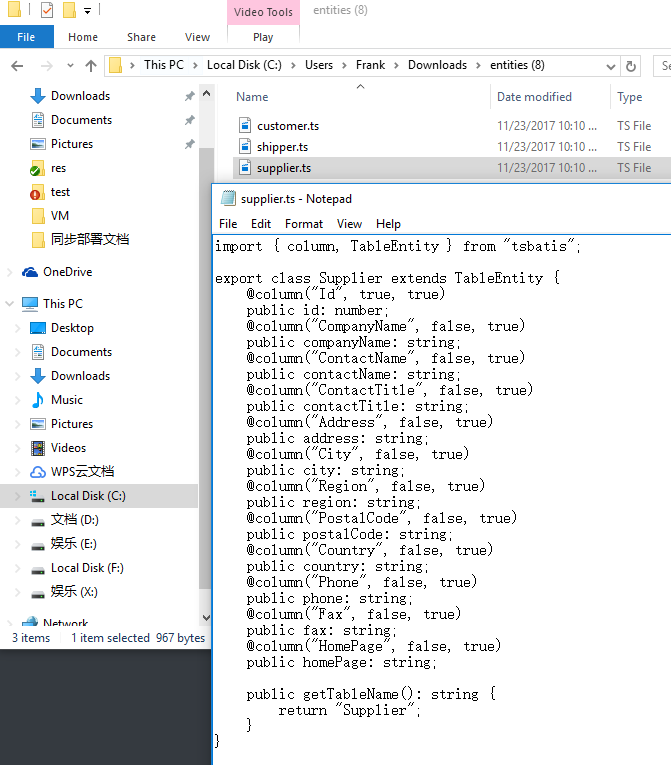 Video Tools
entities (8)
File
Home
Share
View
Play
This PC
Local Disk (C:)
Users
Frank
Downloads
entities (8)
Se
Downloads
Documents
Pictures
res
test
VM
同步部署文档
OneDrive
This PC
Desktop
Documents
Downloads
Music
Pictures
Videos
WPS云文档
Local Disk (C:)
文档 (D:)
娱乐 (E:)
Local Disk (F:)
娱乐 (X:)
Network
3 items 1 item selected 967 bytes
Name Date modified Type
customer.ts 11/23/2017 10:10 ... TS File
shipper.ts 11/23/2017 10:10 ... TS File
supplier.ts 11/23/2017 10:10 ... TS File
supplier.ts - Notepad
File Edit Format View Help
import { column, TableEntity } from "tsbatis";
export class Supplier extends TableEntity {
@column("Id", true, true)
public id: number;
@column("CompanyName", false, true)
public companyName: string;
@column("ContactName", false, true)
public contactName: string;
@column("ContactTitle", false, true)
public contactTitle: string;
@column("Address", false, true)
public address: string;
@column("City", false, true)
public city: string;
@column("Region", false, true)
public region: string;
@column("PostalCode", false, true)
public postalCode: string;
@column("Country", false, true)
public country: string;
@column("Phone", false, true)
public phone: string;
@column("Fax", false, true)
public fax: string;
@column("HomePage", false, true)
public homePage: string;
public getTableName(): string {
return "Supplier";
}
}